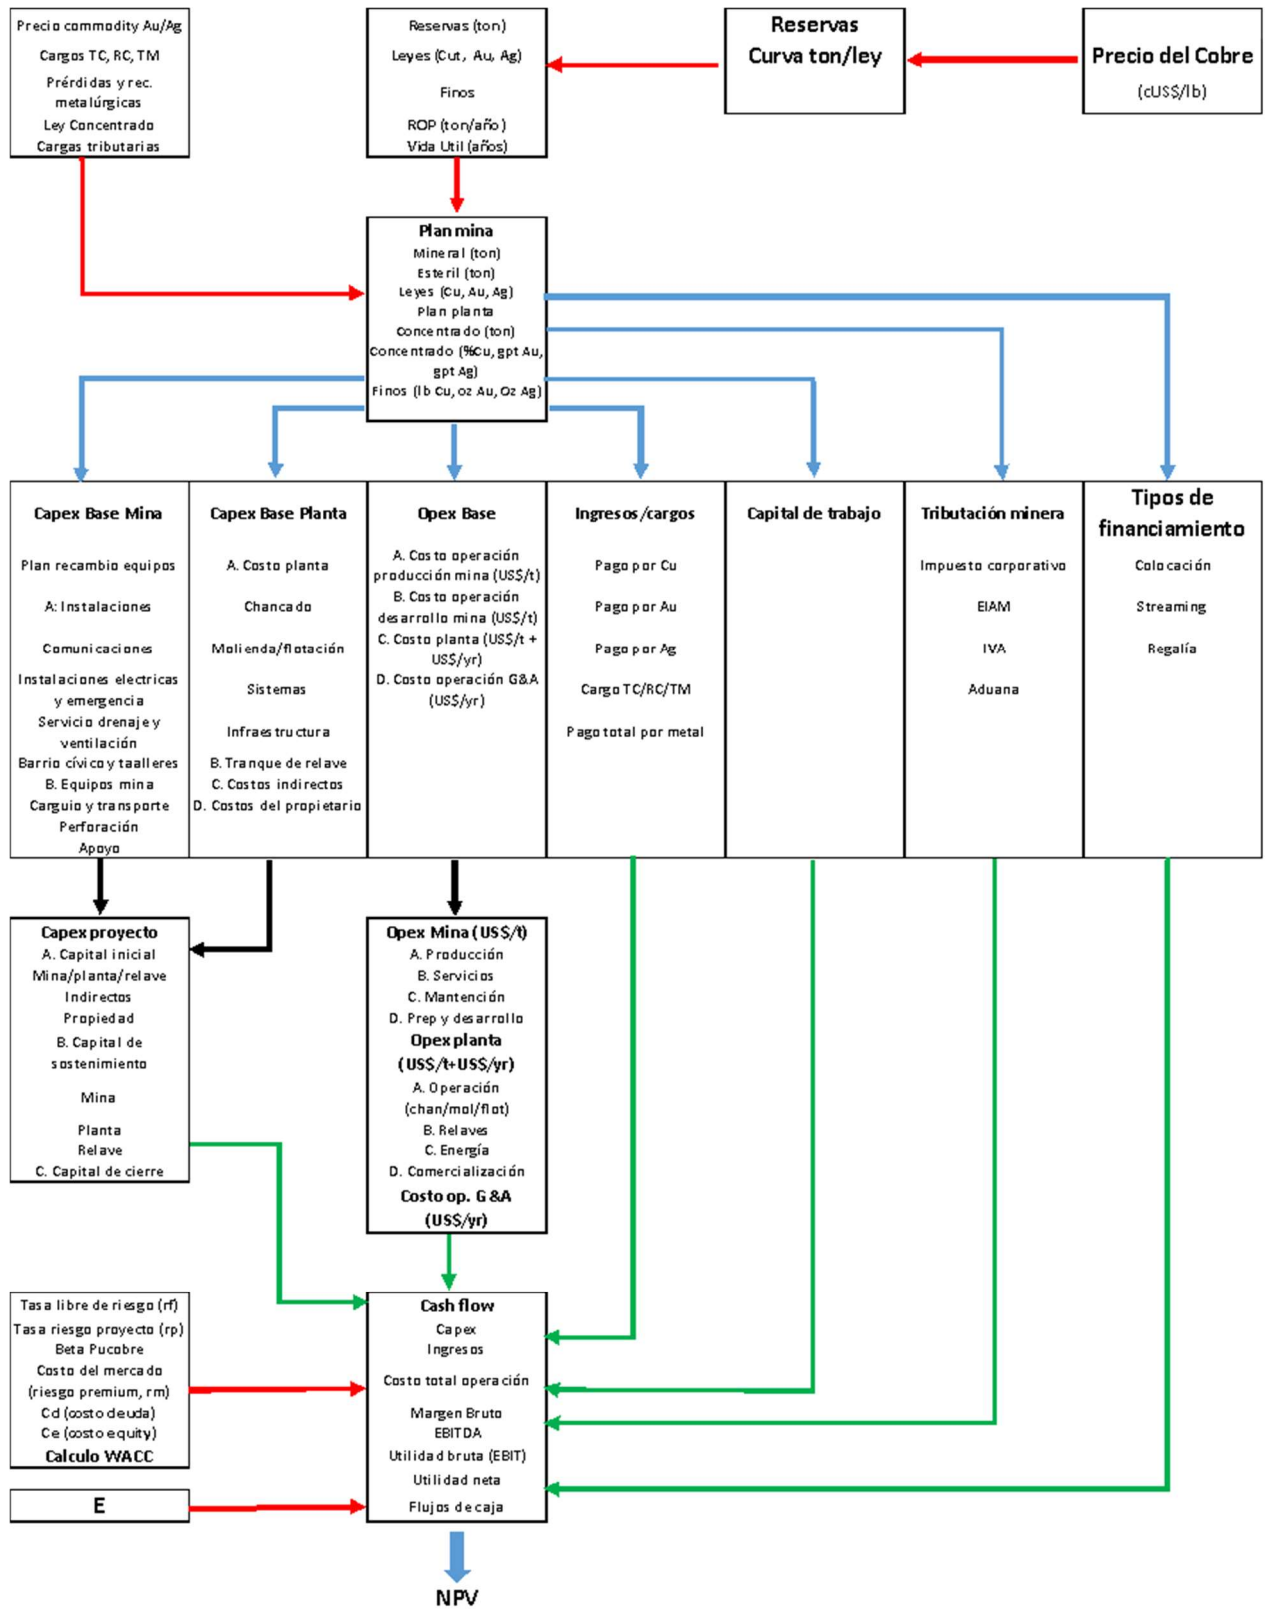 Precio commodity Au/Ag
Cargos TC, RC, TM
Prérdidas y rec.
metalúrgicas
Ley Concentrado
Cargas tributarias
Reservas (ton)
Leyes (Cut, Au, Ag)
Finos
ROP (ton/año)
Vida Util (años)
Reservas
Curva ton/ley
Precio del Cobre
(cUS$/lb)
Plan mina
Mineral (ton)
Esteril (ton)
Leyes (Cu, Au, Ag)
Plan planta
Concentrado (ton)
Concentrado (%Cu, gpt Au,
gpt Ag)
Finos (lb Cu, oz Au, Oz Ag)
Capex Base Mina
Plan recambio equipos
A: Instalaciones
Comunicaciones
Instalaciones electricas
y emergencia
Servicio drenaje y
ventilación
Barrio cívico y taalleres
B. Equipos mina
Carguio y transporte
Perforación
Apoyo
Capex Base Planta
A. Costo planta
Chancado
Molienda/flotación
Sistemas
Infraestructura
B. Tranque de relave
C. Costos indirectos
D. Costos del propietario
Opex Base
A. Costo operación
producción mina (US$/t)
B. Costo operación
desarrollo mina (US$/t)
C. Costo planta (US$/t +
US$/yr)
D. Costo operación G&A
(US$/yr)
Ingresos/cargos
Pago por Cu
Pago por Au
Pago por Ag
Cargo TC/RC/TM
Pago total por metal
Capital de trabajo
Tributación minera
Impuesto corporativo
EIAM
IVA
Aduana
Tipos de
financiamiento
Colocación
Streaming
Regalía
Capex proyecto
A. Capital inicial
Mina/planta/relave
Indirectos
Propiedad
B. Capital de
sostenimiento
Mina
Planta
Relave
C. Capital de cierre
Opex Mina (US$/t)
A. Producción
B. Servicios
C. Mantención
D. Prep y desarrollo
Opex planta
(US$/t+US$/yr)
A. Operación
(chan/mol/flot)
B. Relaves
C. Energía
D. Comercialización
Costo op. G&A
(US$/yr)
Tasa libre de riesgo (rf)
Tasa riesgo proyecto (rp)
Beta Pucobre
Costo del mercado
(riesgo premium, rm)
Cd (costo deuda)
Ce (costo equity)
Calculo WACC
E
Cash flow
Capex
Ingresos
Costo total operación
Margen Bruto
EBITDA
Utilidad bruta (EBIT)
Utilidad neta
Flujos de caja
NPV